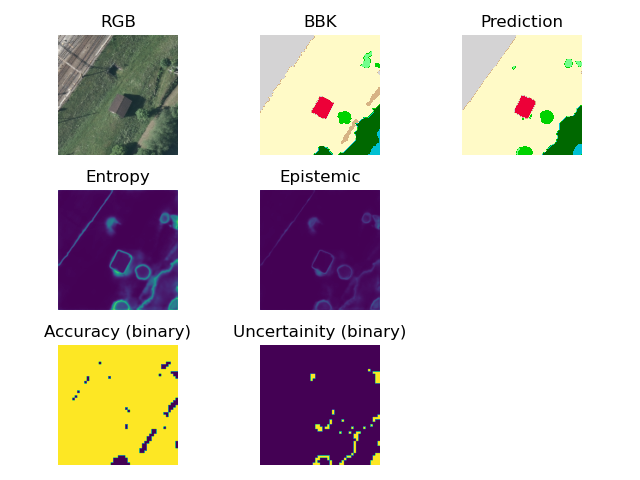 RGB
BBK
Prediction
Entropy
Epistemic
Accuracy (binary)
Uncertainity (binary)